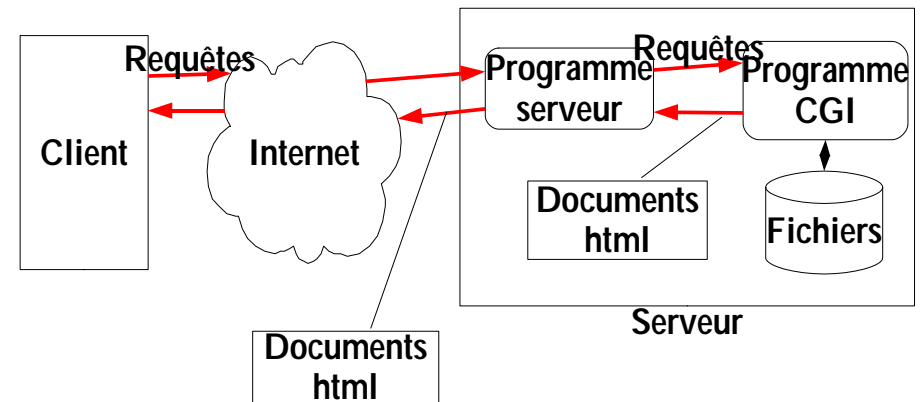 Requêtes
Client
Internet
Programme
serveur
Requêtes
Programme
CGI
Documents
html
Fichiers
Serveur
Documents
html